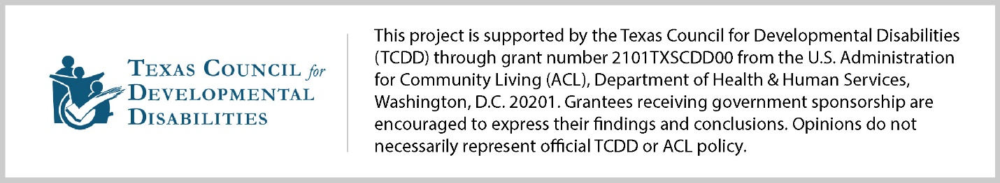 TEXAS COUNCIL for
DEVELOPMENTAL
DISABILITIES
This project is supported by the Texas Council for Developmental Disabilities
(TCDD) through grant number 2101TXSCDD00 from the U.S. Administration
for Community Living (ACL), Department of Health & Human Services,
Washington, D.C. 20201. Grantees receiving government sponsorship are
encouraged to express their findings and conclusions. Opinions do not
necessarily represent official TCDD or ACL policy.